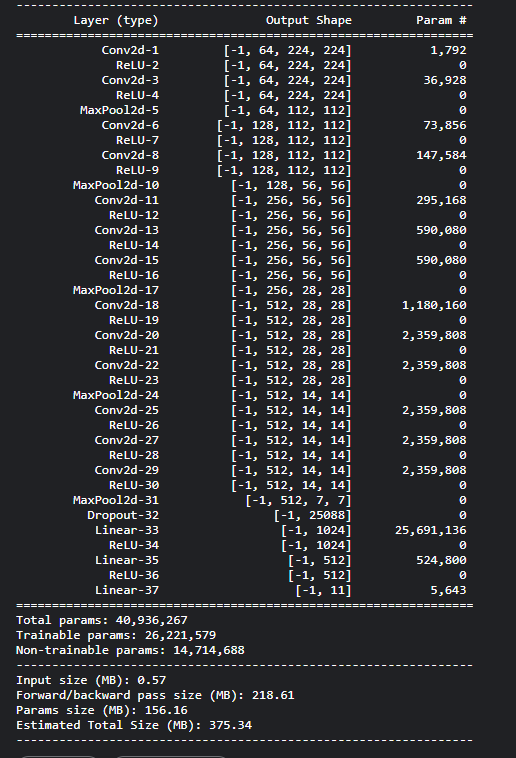 ----------------------------------------------------------------
        Layer (type)               Output Shape         Param #
================================================================
            Conv2d-1         [-1, 64, 224, 224]           1,792
              ReLU-2         [-1, 64, 224, 224]               0
            Conv2d-3         [-1, 64, 224, 224]          36,928
              ReLU-4         [-1, 64, 224, 224]               0
         MaxPool2d-5         [-1, 64, 112, 112]               0
            Conv2d-6        [-1, 128, 112, 112]          73,856
              ReLU-7        [-1, 128, 112, 112]               0
            Conv2d-8        [-1, 128, 112, 112]         147,584
              ReLU-9        [-1, 128, 112, 112]               0
        MaxPool2d-10          [-1, 128, 56, 56]               0
           Conv2d-11          [-1, 256, 56, 56]         295,168
             ReLU-12          [-1, 256, 56, 56]               0
           Conv2d-13          [-1, 256, 56, 56]         590,080
             ReLU-14          [-1, 256, 56, 56]               0
           Conv2d-15          [-1, 256, 56, 56]         590,080
             ReLU-16          [-1, 256, 56, 56]               0
        MaxPool2d-17          [-1, 256, 28, 28]               0
           Conv2d-18          [-1, 512, 28, 28]       1,180,160
             ReLU-19          [-1, 512, 28, 28]               0
           Conv2d-20          [-1, 512, 28, 28]       2,359,808
             ReLU-21          [-1, 512, 28, 28]               0
           Conv2d-22          [-1, 512, 28, 28]       2,359,808
             ReLU-23          [-1, 512, 28, 28]               0
        MaxPool2d-24          [-1, 512, 14, 14]               0
           Conv2d-25          [-1, 512, 14, 14]       2,359,808
             ReLU-26          [-1, 512, 14, 14]               0
           Conv2d-27          [-1, 512, 14, 14]       2,359,808
             ReLU-28          [-1, 512, 14, 14]               0
           Conv2d-29          [-1, 512, 14, 14]       2,359,808
             ReLU-30          [-1, 512, 14, 14]               0
        MaxPool2d-31            [-1, 512, 7, 7]               0
          Dropout-32                [-1, 25088]               0
           Linear-33                 [-1, 1024]      25,691,136
             ReLU-34                 [-1, 1024]               0
           Linear-35                  [-1, 512]         524,800
             ReLU-36                  [-1, 512]               0
           Linear-37                   [-1, 11]           5,643
================================================================
Total params: 40,936,267
Trainable params: 26,221,579
Non-trainable params: 14,714,688
----------------------------------------------------------------
Input size (MB): 0.57
Forward/backward pass size (MB): 218.61
Params size (MB): 156.16
Estimated Total Size (MB): 375.34
----------------------------------------------------------------